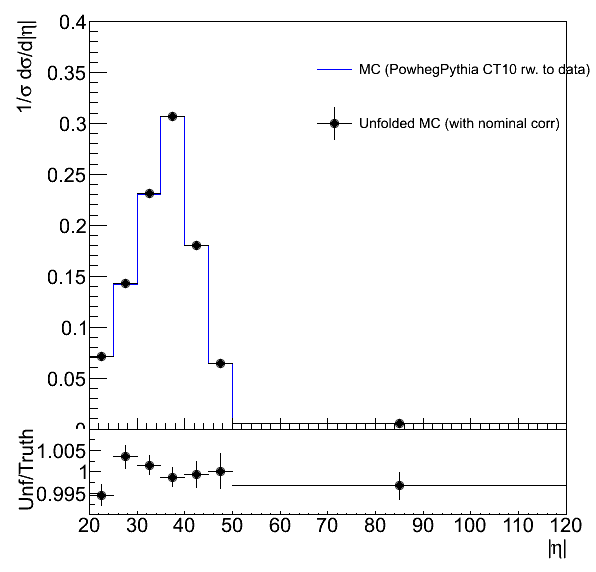 1/σ dσ/d|η|
0.4
0.35
0.3
0.25
0.2
0.15
0.1
0.05
0
MC (PowhegPythia CT10 rw. to data)
Unfolded MC (with nominal corr)
Unf/Truth
1.005
1
0.995
20 30 40 50 60 70 80 90 100 110 120
|η|